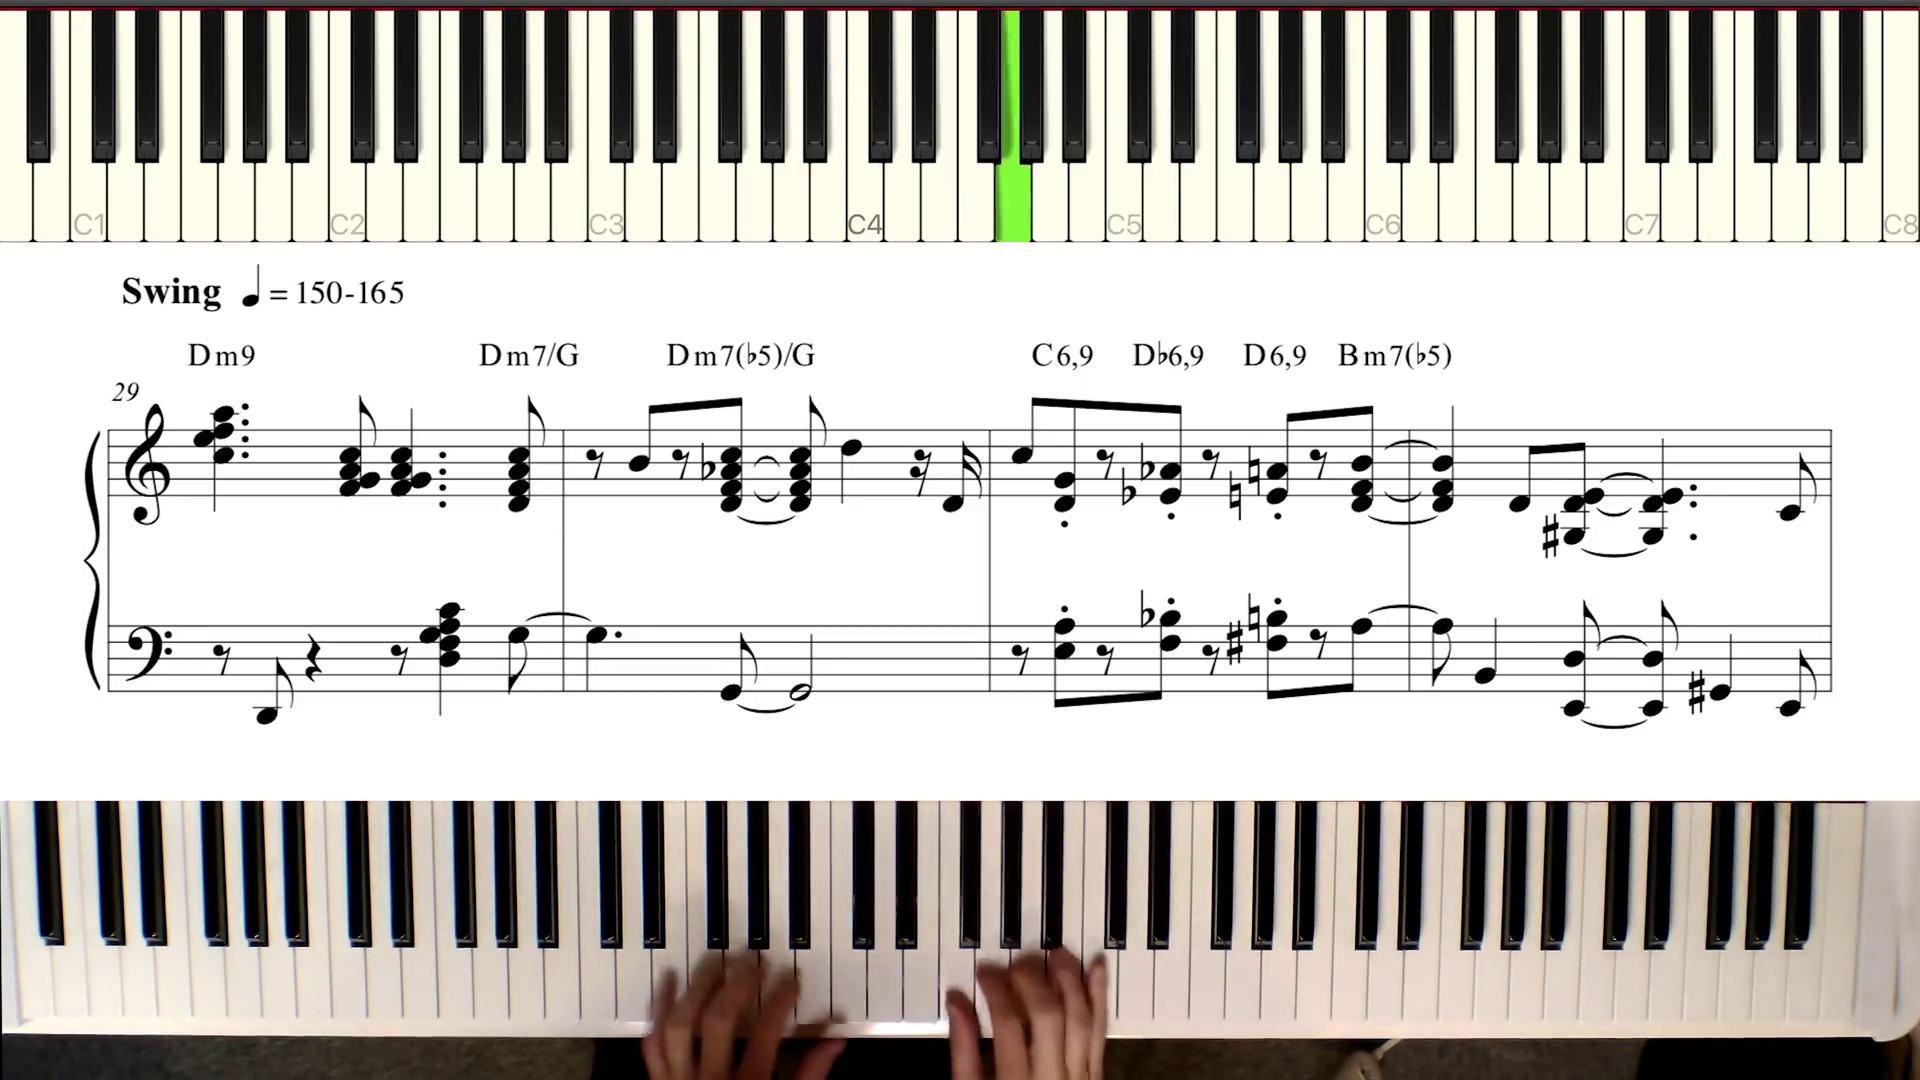 C1 C2 C3 C4 C5 C6 C7 C8
Swing ♩ = 150-165
Dm9 Dm7/G Dm7(♭5)/G C6,9 D♭6,9 D6,9 Bm7(♭5)
29